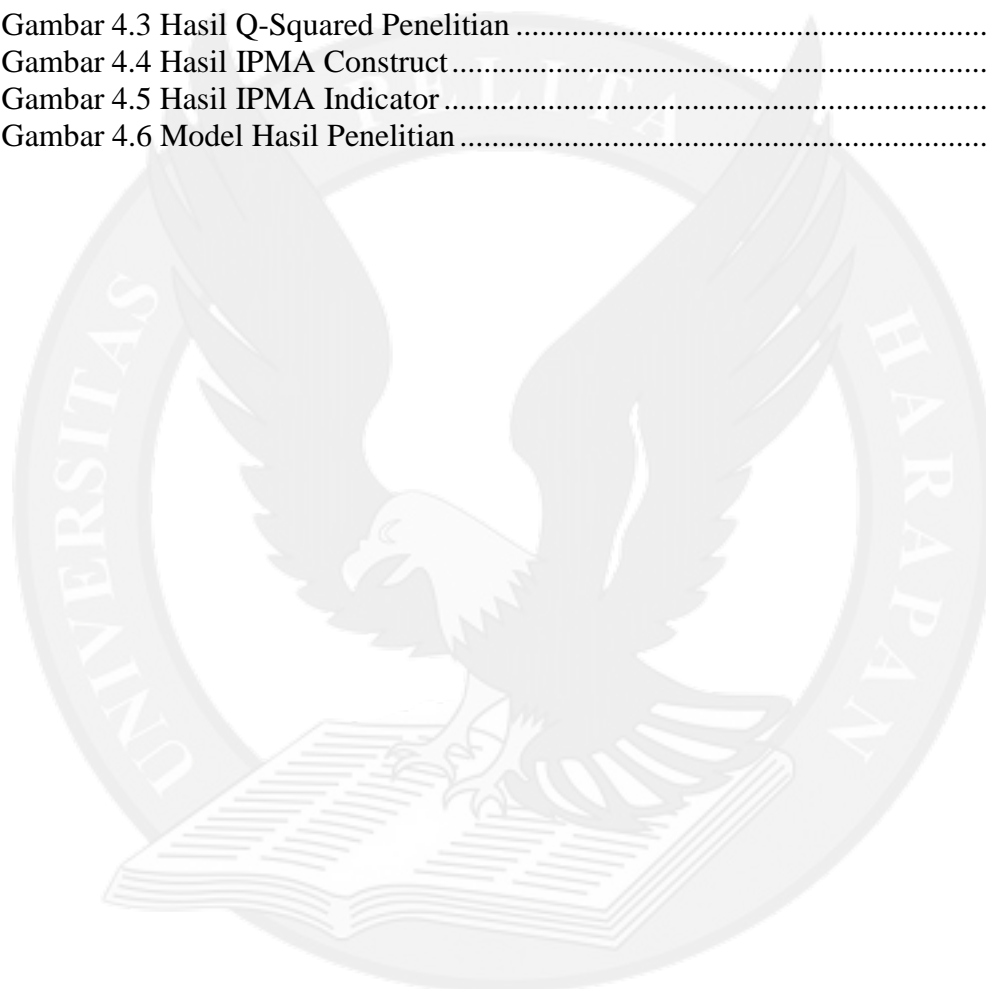 Gambar 4.3 Hasil Q-Squared Penelitian ................................................................
Gambar 4.4 Hasil IPMA Construct ........................................................................
Gambar 4.5 Hasil IPMA Indicator .........................................................................
Gambar 4.6 Model Hasil Penelitian .......................................................................
UNIVERSITAS PELITA HARAPAN